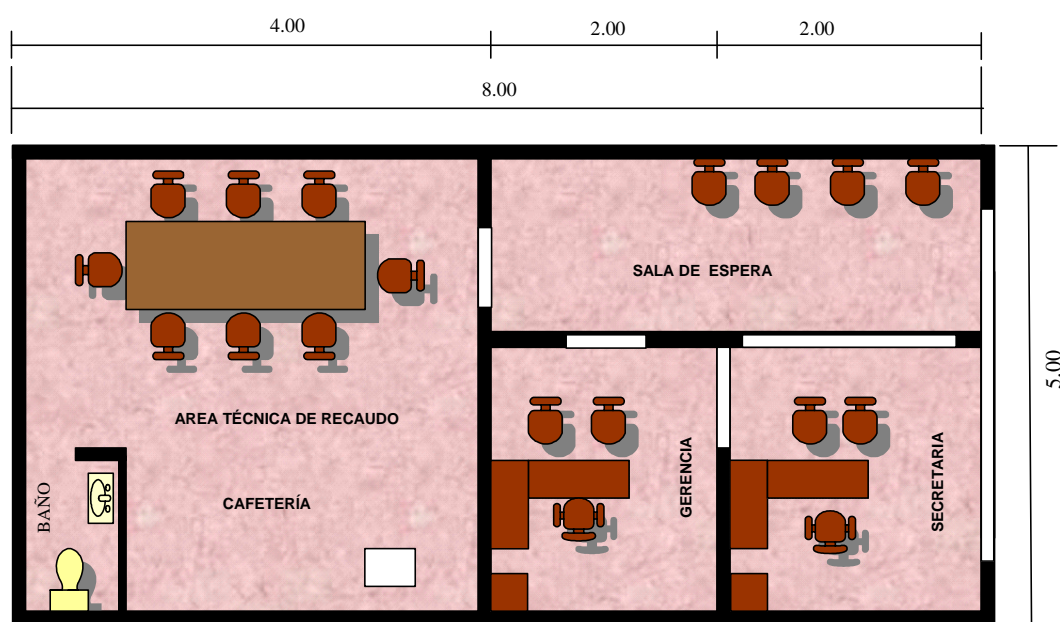 4.00
2.00
2.00
8.00
SALA DE ESPERA
5.00
AREA TÉCNICA DE RECAUDO
GERENCIA
SECRETARIA
BAÑO
CAFETERÍA